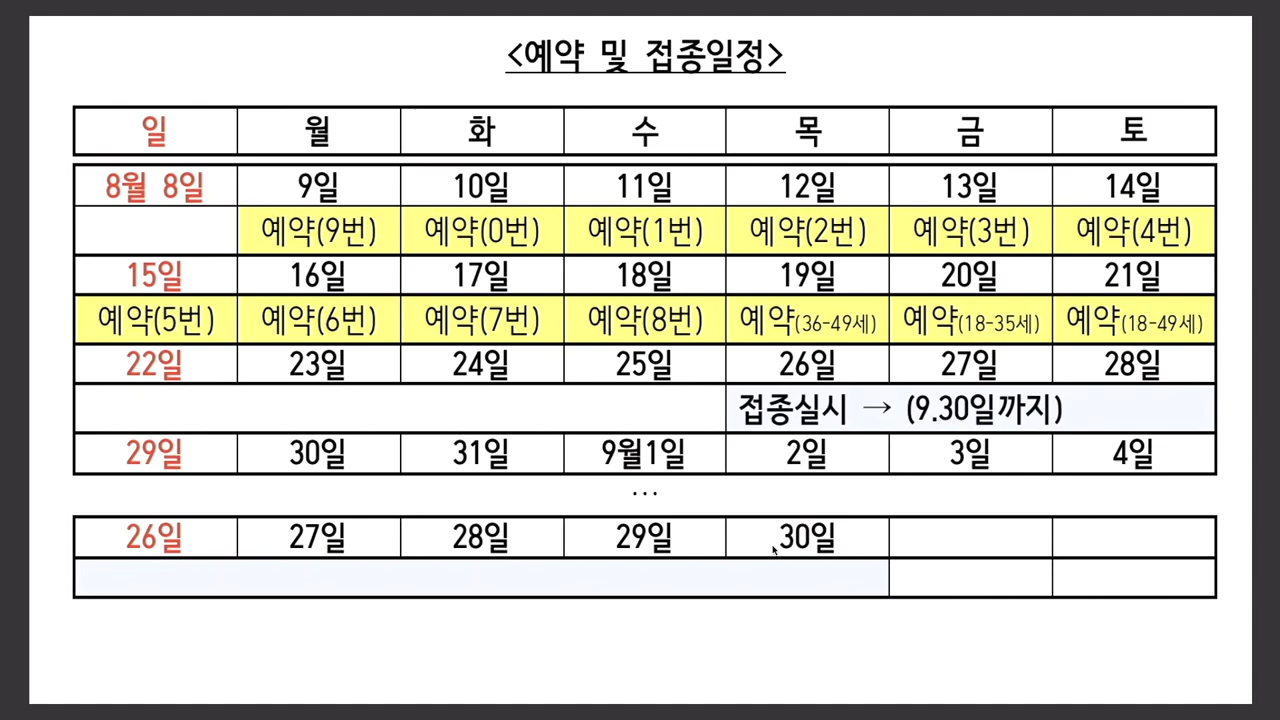 <예약 및 접종일정>
일 월 화 수 목 금 토
8월 8일 9일 10일 11일 12일 13일 14일
예약(9번) 예약(0번) 예약(1번) 예약(2번) 예약(3번) 예약(4번)
15일 16일 17일 18일 19일 20일 21일
예약(5번) 예약(6번) 예약(7번) 예약(8번) 예약(36-49세) 예약(18-35세) 예약(18-49세)
22일 23일 24일 25일 26일 27일 28일
접종실시 → (9.30일까지)
29일 30일 31일 9월1일 2일 3일 4일
...
26일 27일 28일 29일 30일